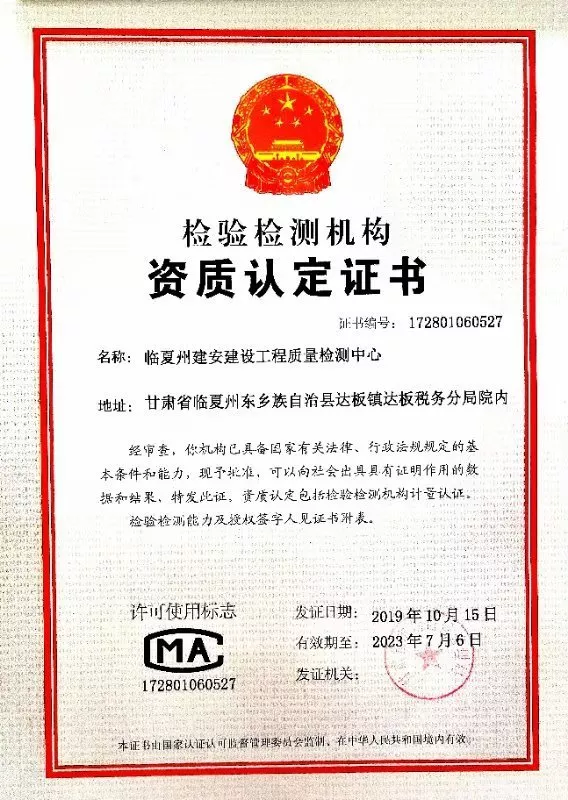 检验检测机构
资质认定证书
证书编号：172801060527
名称：临夏州建安建设工程质量检测中心
地址：甘肃省临夏州东乡族自治县达板镇达板税务分局院内
经审查，你机构已具备国家有关法律、行政法规规定的基
本条件和能力，现予批准，可以向社会出具具有证明作用的数
据和结果，特发此证。资质认定包括检验检测机构计量认证。
检验检测能力及授权签字人见证书附表。
许可使用标志
MA
172801060527
发证日期：2019年10月15日
有效期至：2023年7月6日
发证机关：
本证书由国家认证认可监督管理委员会监制，在中华人民共和国境内有效。